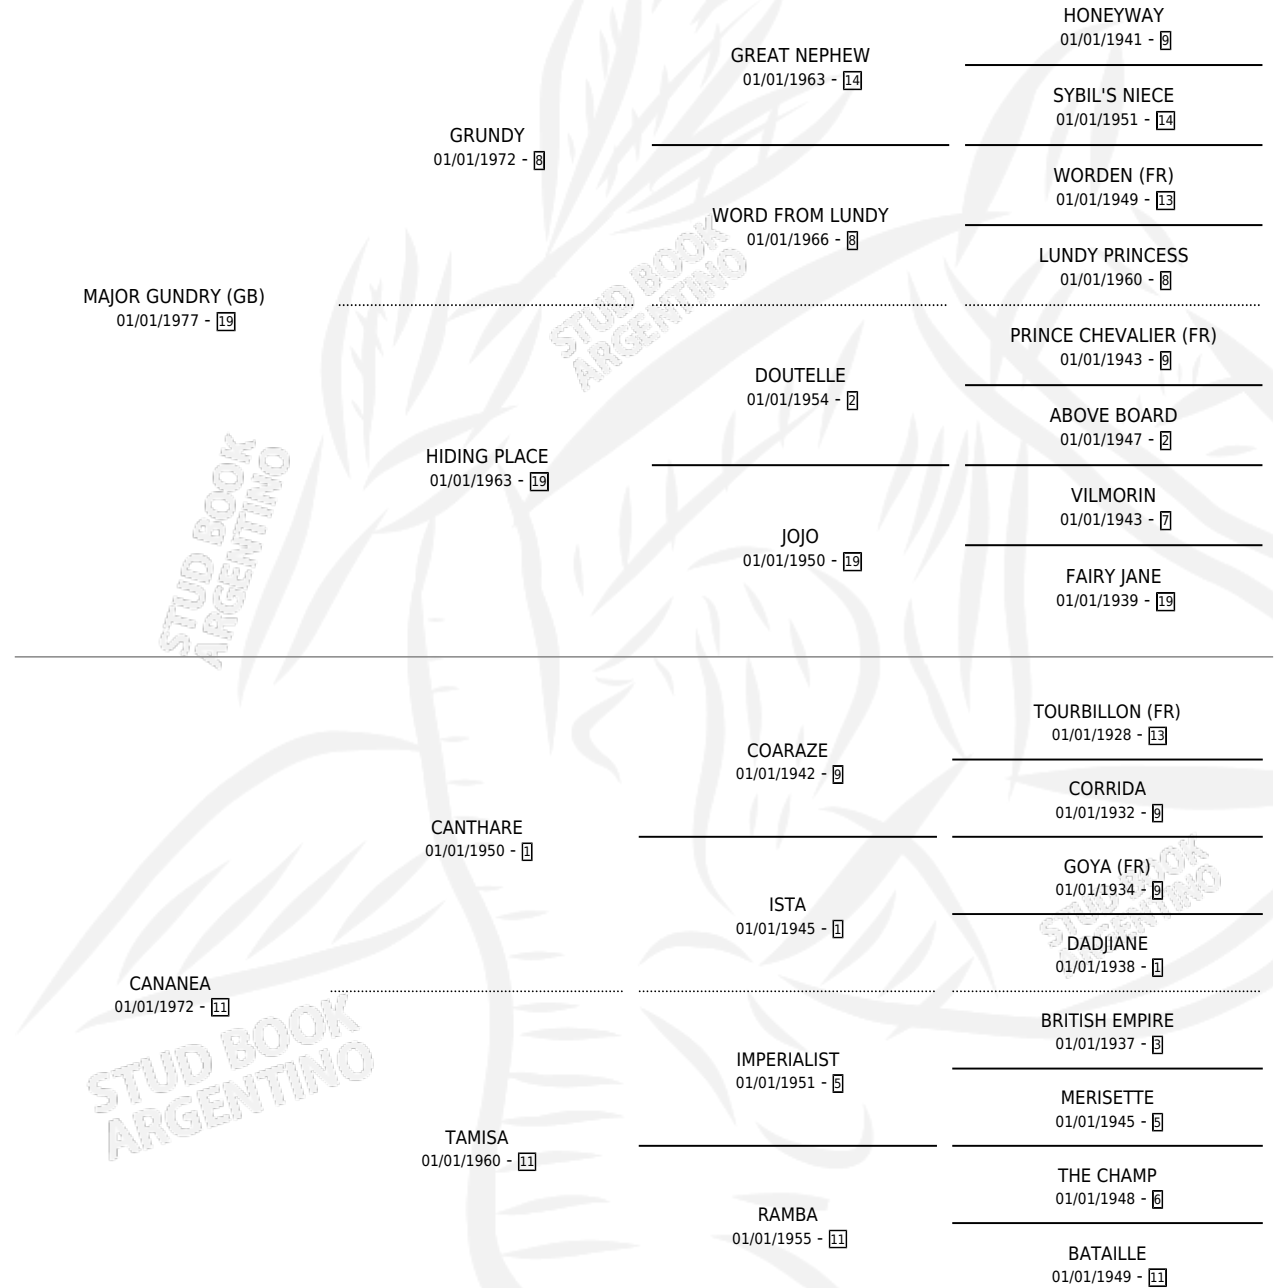 HONEYWAY
01/01/1941 - 9
GREAT NEPHEW
01/01/1963 - 14
SYBIL'S NIECE
01/01/1951 - 14
GRUNDY
01/01/1972 - 8
WORDEN (FR)
01/01/1949 - 13
WORD FROM LUNDY
01/01/1966 - 8
LUNDY PRINCESS
01/01/1960 - 8
MAJOR GUNDRY (GB)
01/01/1977 - 19
STUD BOOK
ARGENTINO
PRINCE CHEVALIER (FR)
01/01/1943 - 9
DOUTELLE
01/01/1954 - 2
ABOVE BOARD
01/01/1947 - 2
HIDING PLACE
01/01/1963 - 19
VILMORIN
01/01/1943 - 7
JOJO
01/01/1950 - 19
FAIRY JANE
01/01/1939 - 19
STUD BOOK
ARGENTINO
TOURBILLON (FR)
01/01/1928 - 13
COARAZE
01/01/1942 - 9
CORRIDA
01/01/1932 - 9
CANTHARE
01/01/1950 - 1
GOYA (FR)
01/01/1934 - 9
ISTA
01/01/1945 - 1
DADJIANE
01/01/1938 - 1
STUD BOOK
ARGENTINO
CANANEA
01/01/1972 - 11
BRITISH EMPIRE
01/01/1937 - 3
IMPERIALIST
01/01/1951 - 5
MERISETTE
01/01/1945 - 5
STUD BOOK
ARGENTINO
TAMISA
01/01/1960 - 11
THE CHAMP
01/01/1948 - 6
RAMBA
01/01/1955 - 11
BATAILLE
01/01/1949 - 11